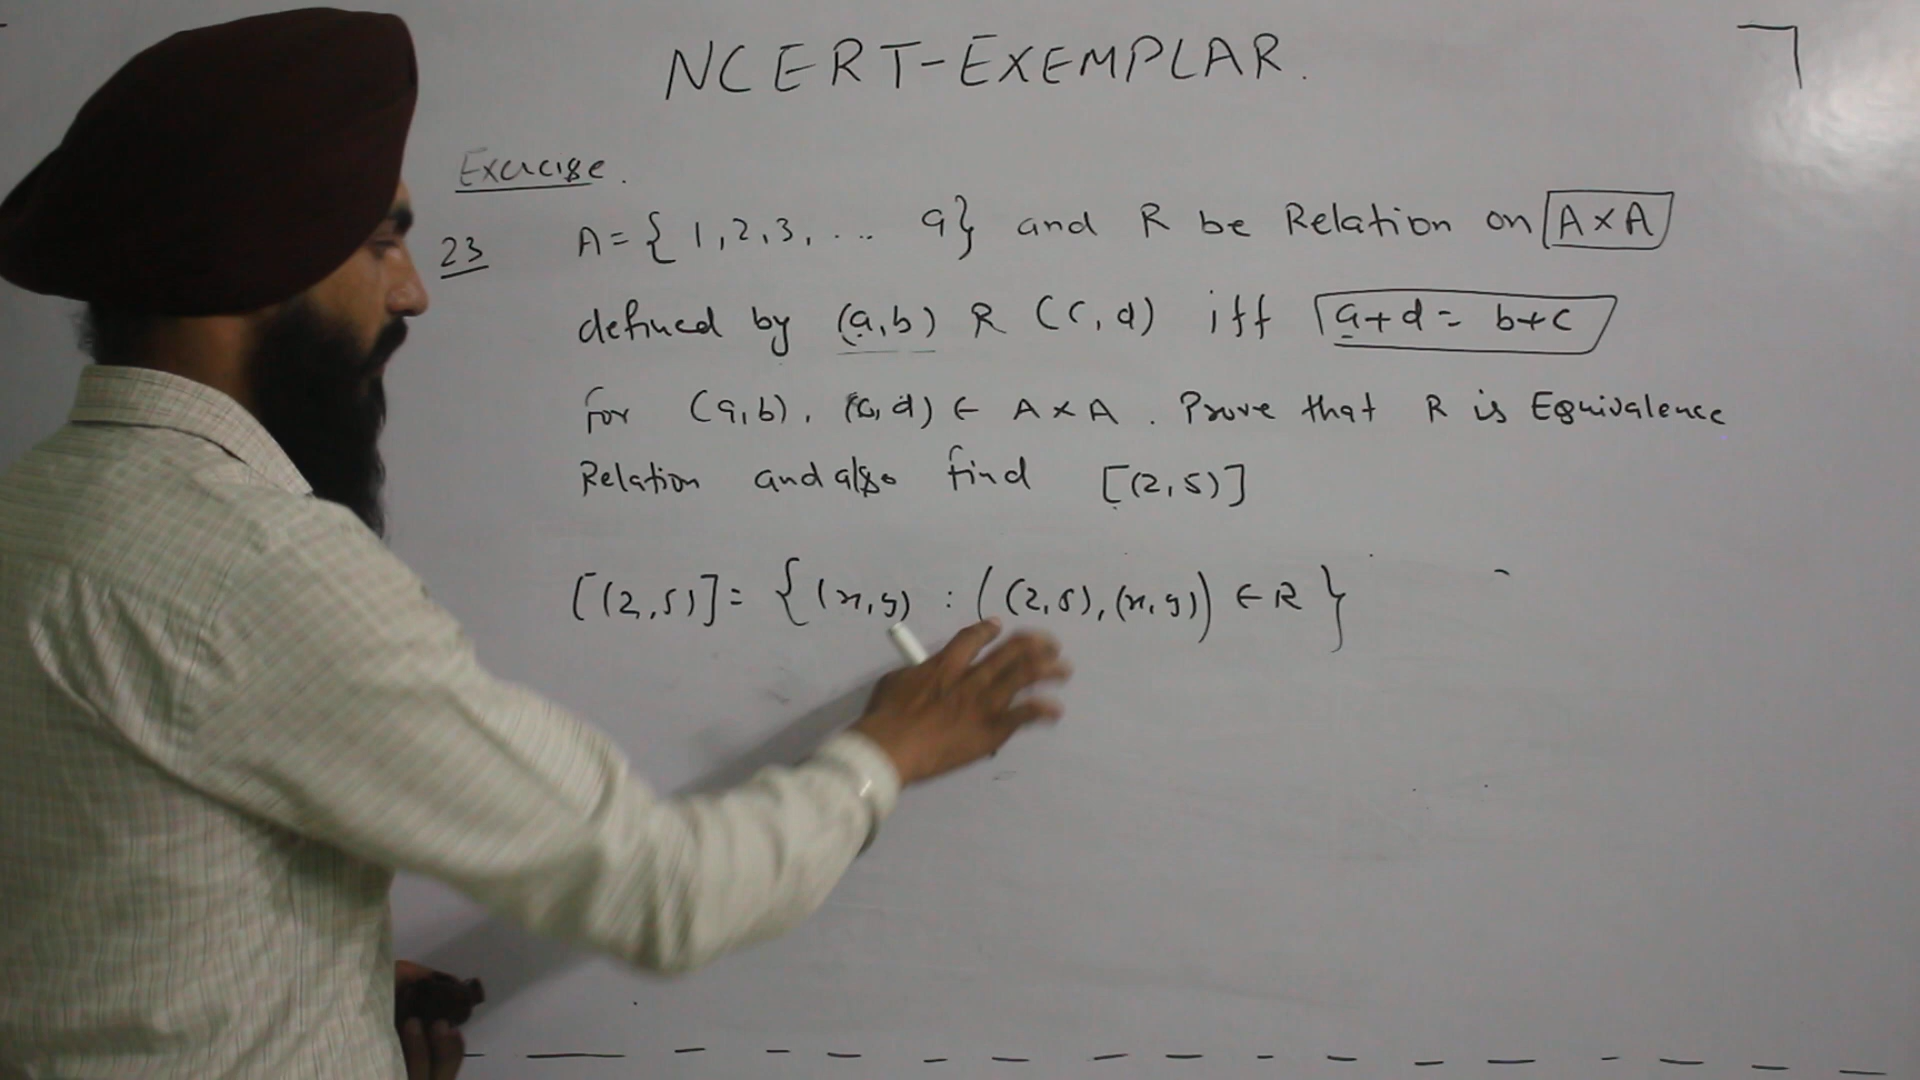 NCERT-EXEMPLAR.
Exercise.
23 A={1,2,3,... 9} and R be Relation on A×A
defined by (a,b) R (c,d) iff a+d= b+c
for (a,b), (c,d) ∈ A×A. Prove that R is Equivalence
Relation and also find [(2,5)]
[(2,5)]= {(x,y) : ((2,5),(x,y)) ∈ R}